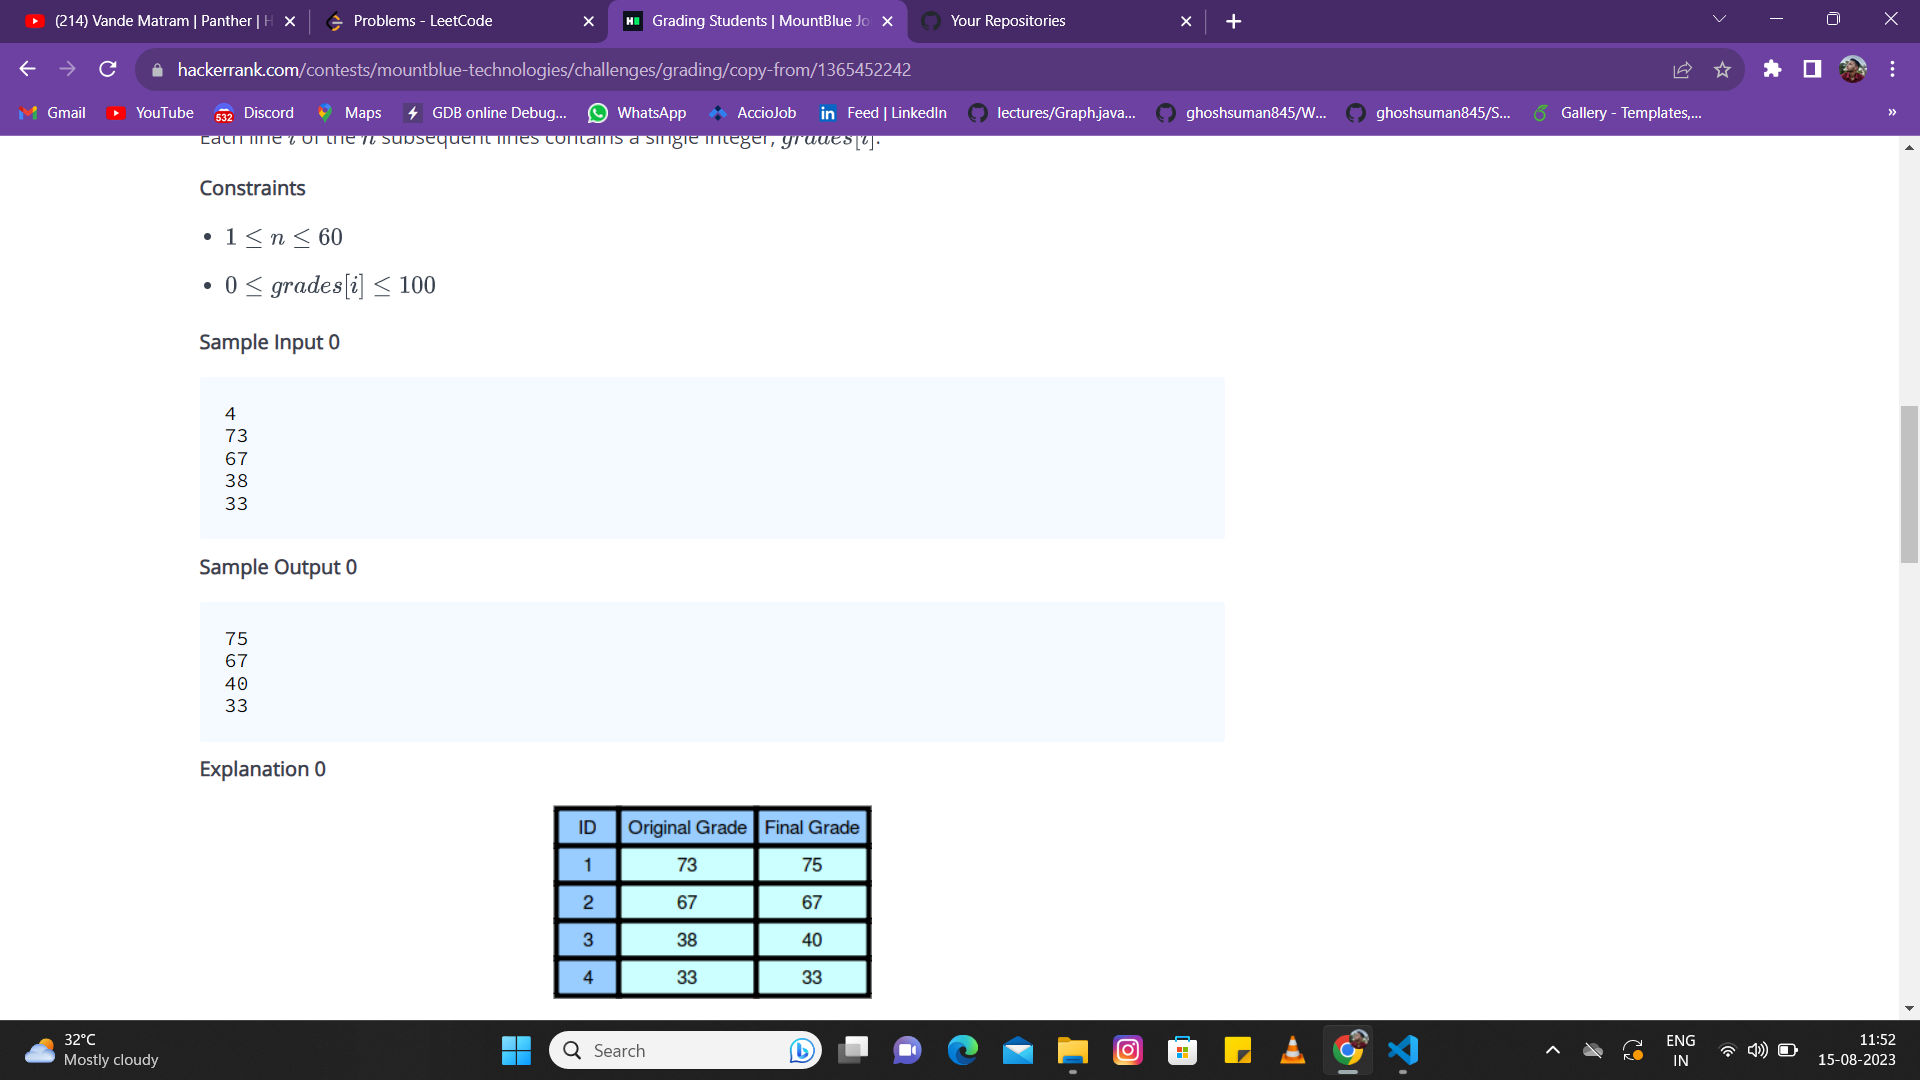 (214) Vande Matram | Panther | H
Problems - LeetCode
Grading Students | MountBlue Jo
Your Repositories
hackerrank.com/contests/mountblue-technologies/challenges/grading/copy-from/1365452242
Gmail
YouTube
532
Discord
Maps
GDB online Debug...
WhatsApp
AccioJob
Feed | LinkedIn
lectures/Graph.java...
ghoshsuman845/W...
ghoshsuman845/S...
Gallery - Templates,...
»
Each line i of the n subsequent lines contains a single integer, grades[i].
Constraints
• 1 ≤ n ≤ 60
• 0 ≤ grades[i] ≤ 100
Sample Input 0
4
73
67
38
33
Sample Output 0
75
67
40
33
Explanation 0
ID Original Grade Final Grade
1 73 75
2 67 67
3 38 40
4 33 33
32°C
Mostly cloudy
Search
ENG
IN
11:52
15-08-2023